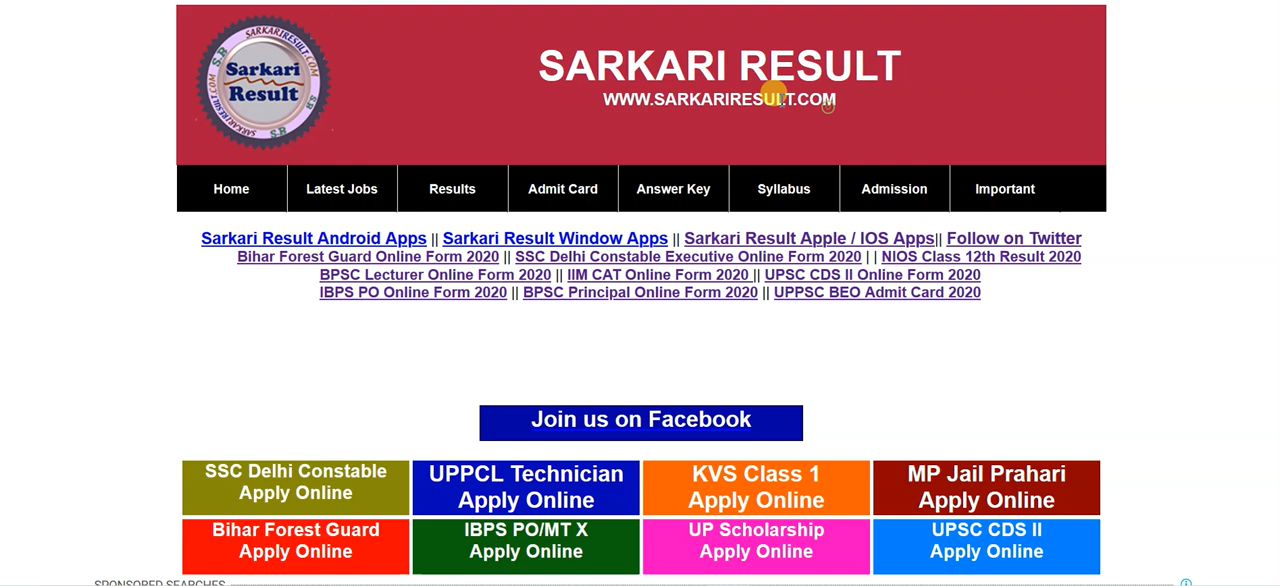 SARKARIRESULT.COM
S.R
Sarkari
Result
SARKARI RESULT
WWW.SARKARIRESULT.COM
Home Latest Jobs Results Admit Card Answer Key Syllabus Admission Important
Sarkari Result Android Apps || Sarkari Result Window Apps || Sarkari Result Apple / IOS Apps|| Follow on Twitter
Bihar Forest Guard Online Form 2020 || SSC Delhi Constable Executive Online Form 2020 | | NIOS Class 12th Result 2020
BPSC Lecturer Online Form 2020 || IIM CAT Online Form 2020 || UPSC CDS II Online Form 2020
IBPS PO Online Form 2020 || BPSC Principal Online Form 2020 || UPPSC BEO Admit Card 2020
Join us on Facebook
SSC Delhi Constable
Apply Online
UPPCL Technician
Apply Online
KVS Class 1
Apply Online
MP Jail Prahari
Apply Online
Bihar Forest Guard
Apply Online
IBPS PO/MT X
Apply Online
UP Scholarship
Apply Online
UPSC CDS II
Apply Online
SPONSORED SEARCHES